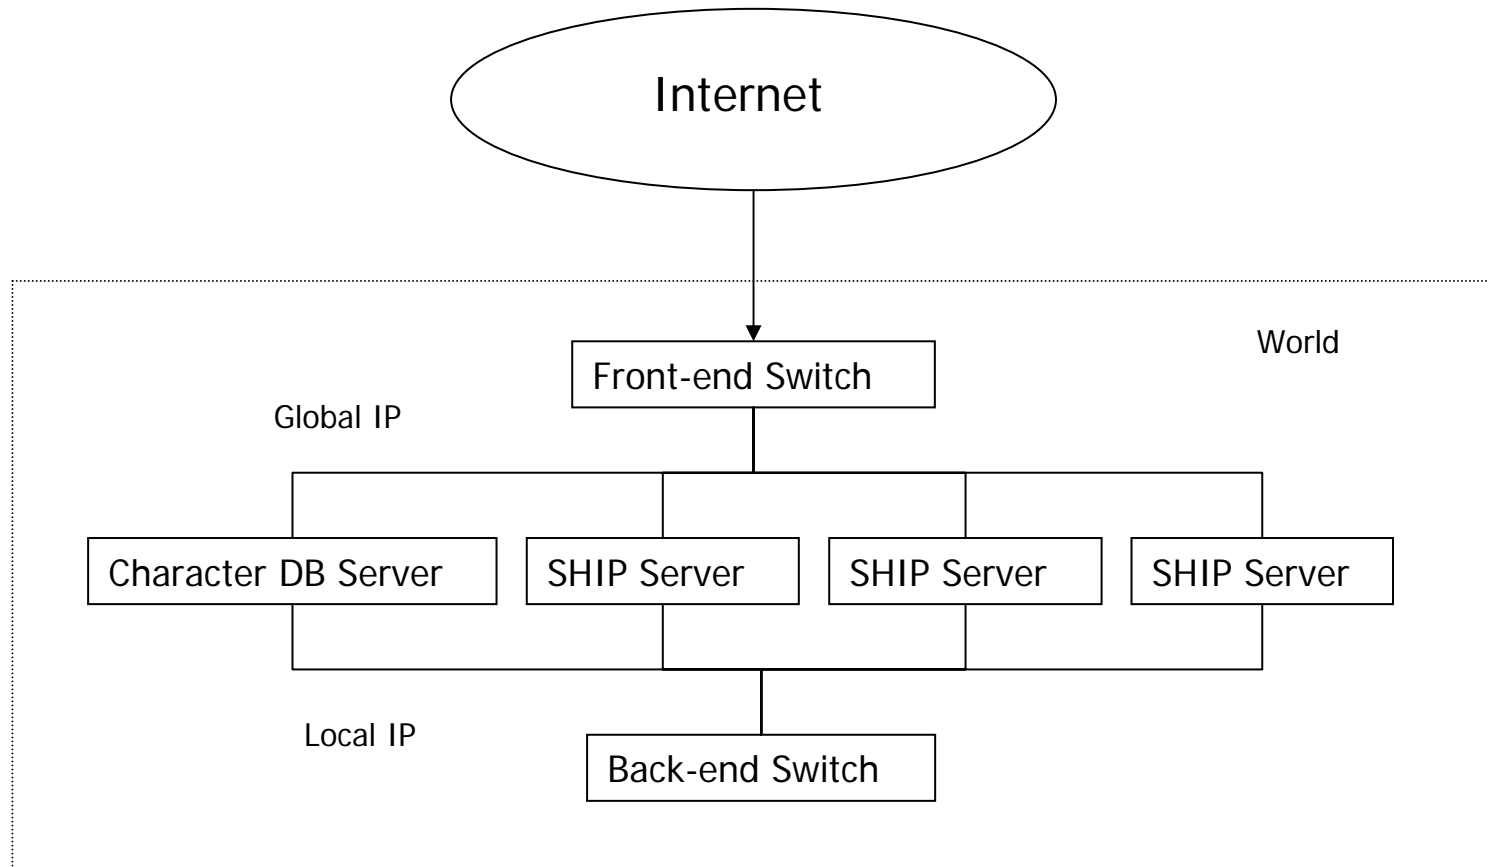 Internet
World
Front-end Switch
Global IP
Character DB Server
SHIP Server
SHIP Server
SHIP Server
Local IP
Back-end Switch